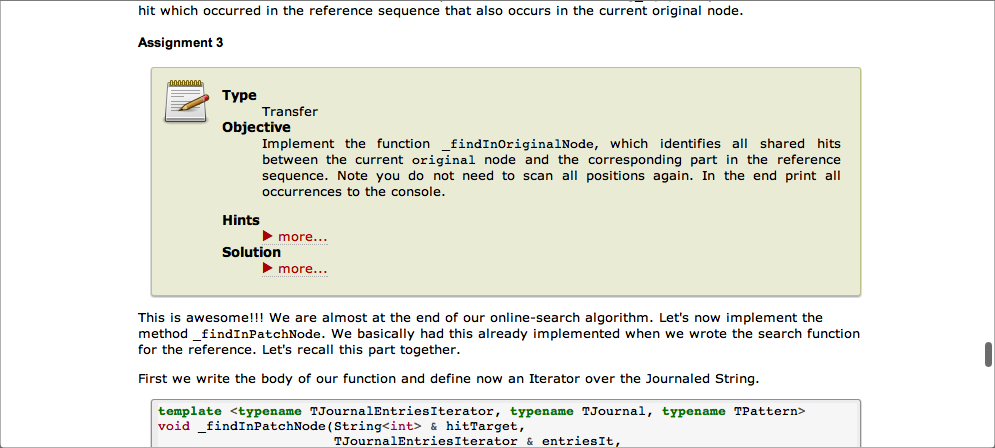 hit which occurred in the reference sequence that also occurs in the current original node.
Assignment 3
Type
Transfer
Objective
Implement the function _findInOriginalNode, which identifies all shared hits
between the current original node and the corresponding part in the reference
sequence. Note you do not need to scan all positions again. In the end print all
occurrences to the console.
Hints
▶ more...
Solution
▶ more...
This is awesome!!! We are almost at the end of our online-search algorithm. Let's now implement the
method _findInPatchNode. We basically had this already implemented when we wrote the search function
for the reference. Let's recall this part together.
First we write the body of our function and define now an Iterator over the Journaled String.
template <typename TJournalEntriesIterator, typename TJournal, typename TPattern>
void _findInPatchNode(String<int> & hitTarget,
TJournalEntriesIterator & entriesIt,